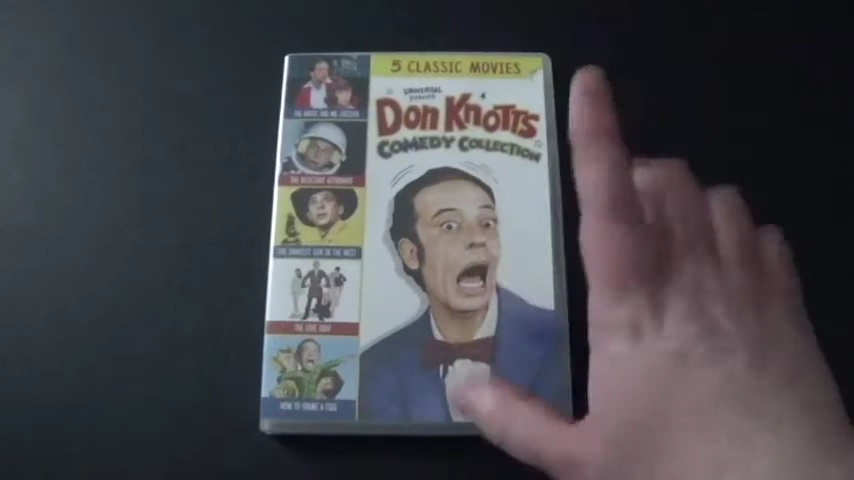 5 CLASSIC MOVIES
UNIVERSAL
PICTURES
Don Knotts
COMEDY COLLECTION
THE GHOST AND MR. CHICKEN
THE RELUCTANT ASTRONAUT
THE SHAKIEST GUN IN THE WEST
THE LOVE GOD?
HOW TO FRAME A FIGG